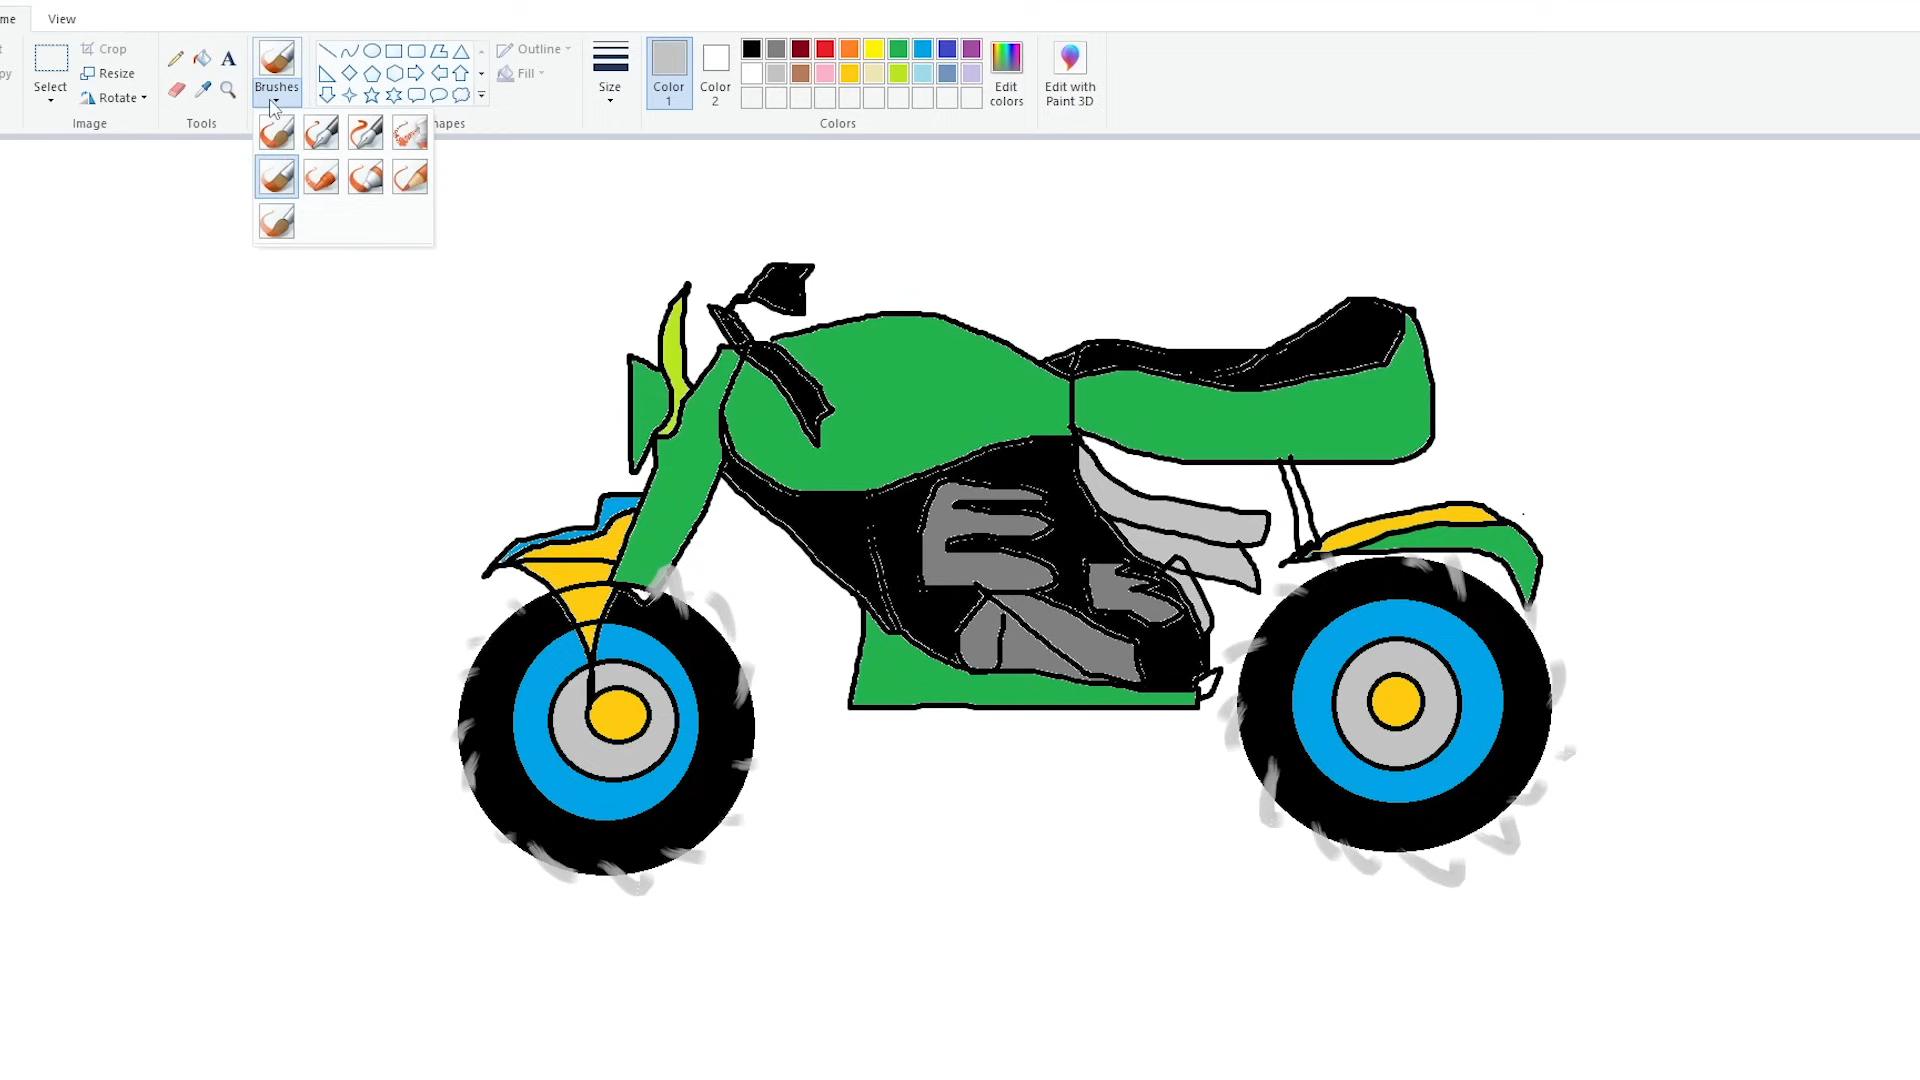 me
View
Select
Crop
Resize
Rotate
Image
A
Tools
Brushes
Outline
Fill
hapes
Size
Color
1
Color
2
Edit
colors
Colors
Edit with
Paint 3D
py
t